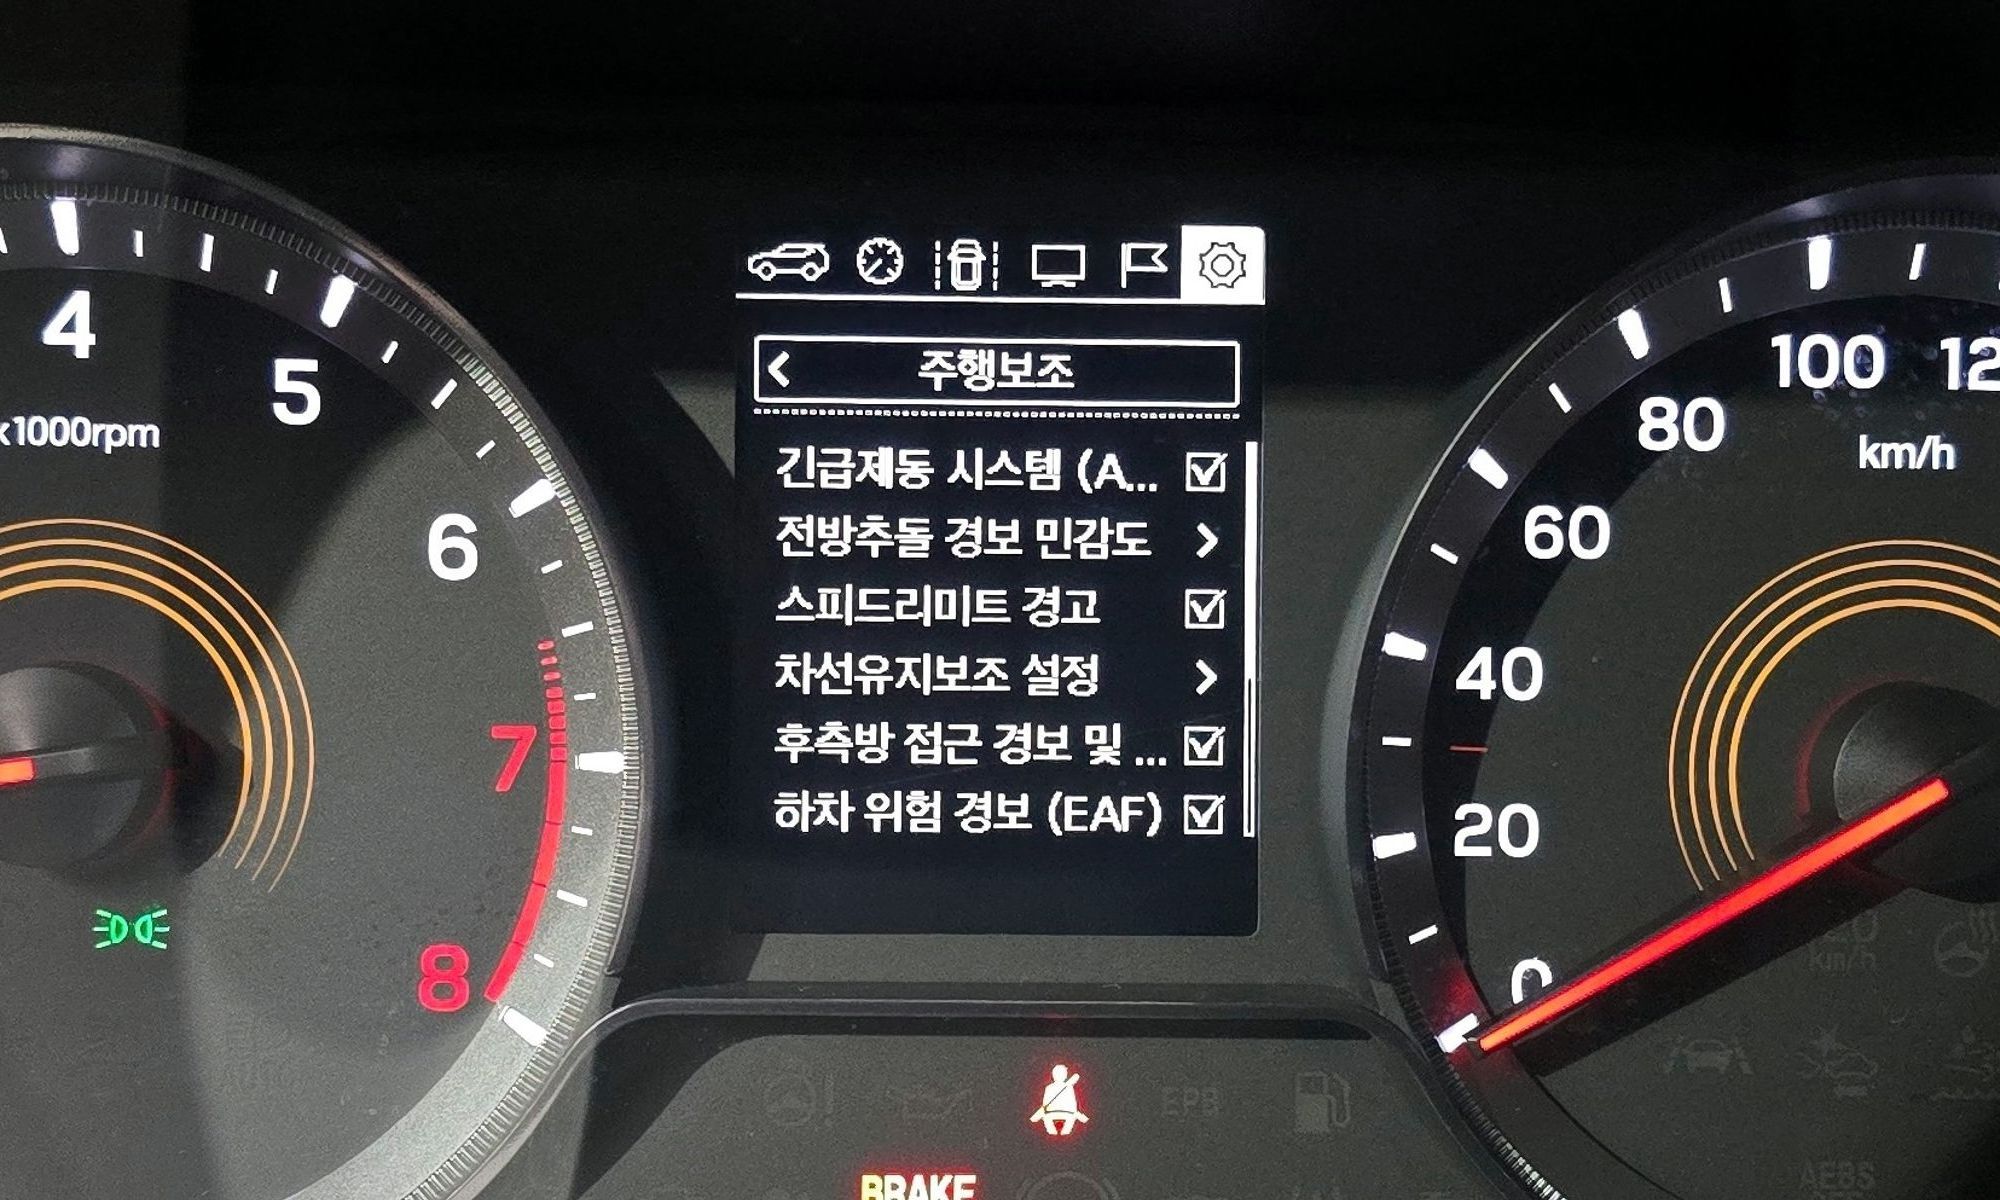 4
5
x1000rpm
6
7
8
주행보조
긴급제동 시스템 (A...
전방추돌 경보 민감도
스피드리미트 경고
차선유지보조 설정
후측방 접근 경보 및 ...
하차 위험 경보 (EAF)
100
12
80
km/h
60
40
20
0
km/h
EPB
BRAKE
AEBS